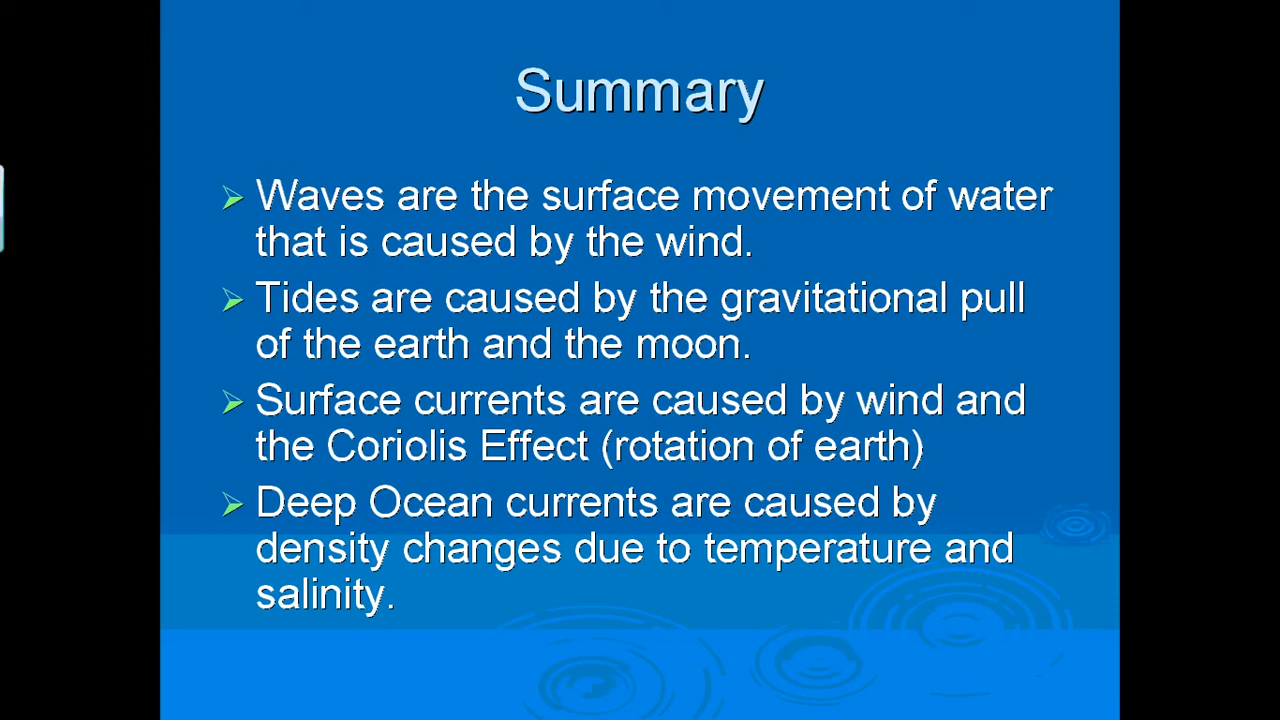 Summary
Waves are the surface movement of water
that is caused by the wind.
Tides are caused by the gravitational pull
of the earth and the moon.
Surface currents are caused by wind and
the Coriolis Effect (rotation of earth)
Deep Ocean currents are caused by
density changes due to temperature and
salinity.